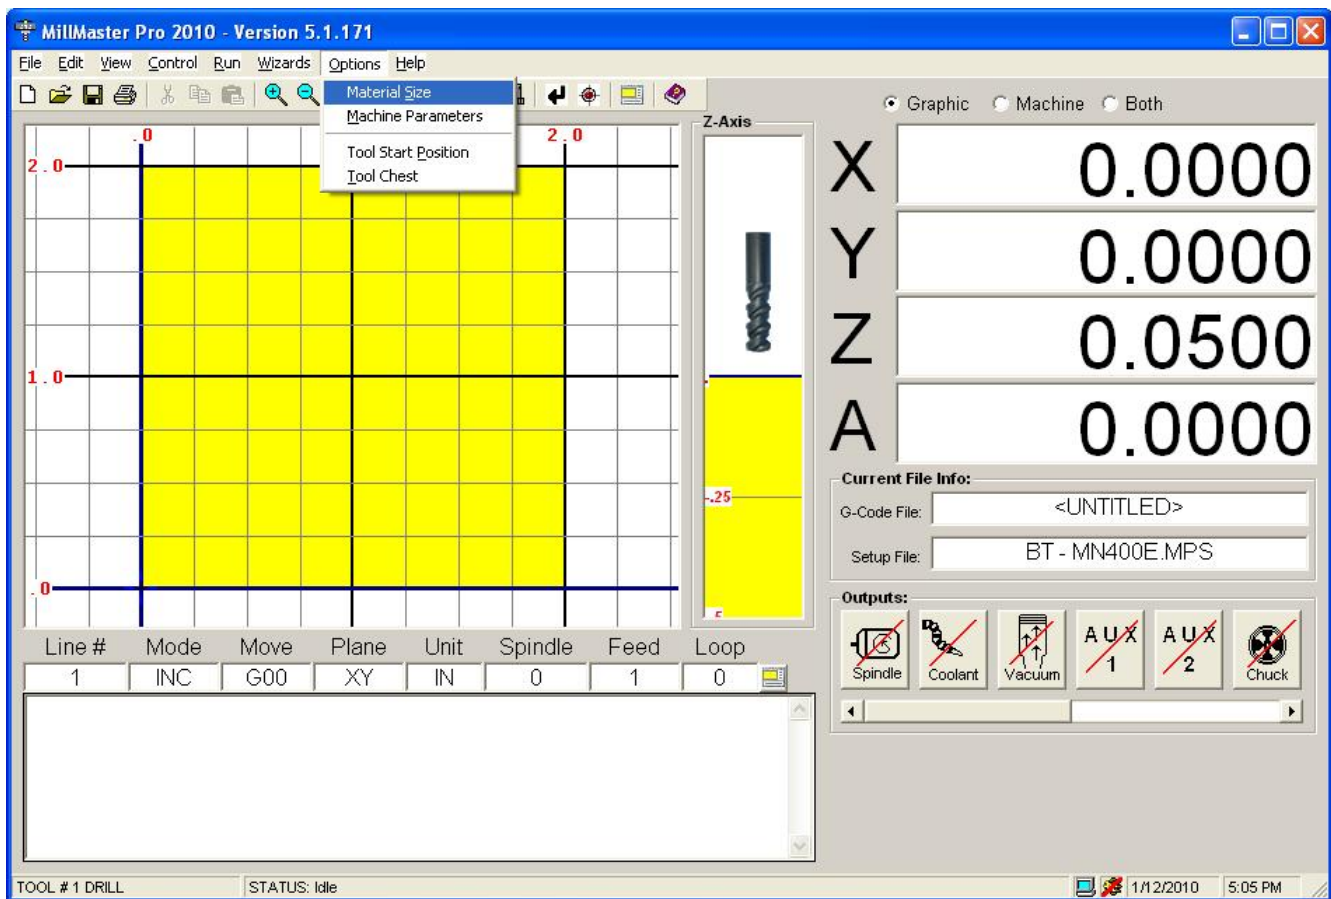 MillMaster Pro 2010 - Version 5.1.171
File Edit View Control Run Wizards Options Help
Material Size
Machine Parameters
Tool Start Position
Tool Chest
Graphic Machine Both
.0 2.0
2.0
1.0
.0
Z-Axis
-.25
X 0.0000
Y 0.0000
Z 0.0500
A 0.0000
Current File Info:
G-Code File: <UNTITLED>
Setup File: BT - MN400E.MPS
Outputs:
Spindle
Coolant
Vacuum
AUX 1
AUX 2
Chuck
Line # Mode Move Plane Unit Spindle Feed Loop
1 INC G00 XY IN 0 1 0
TOOL # 1 DRILL STATUS: Idle 1/12/2010 5:05 PM